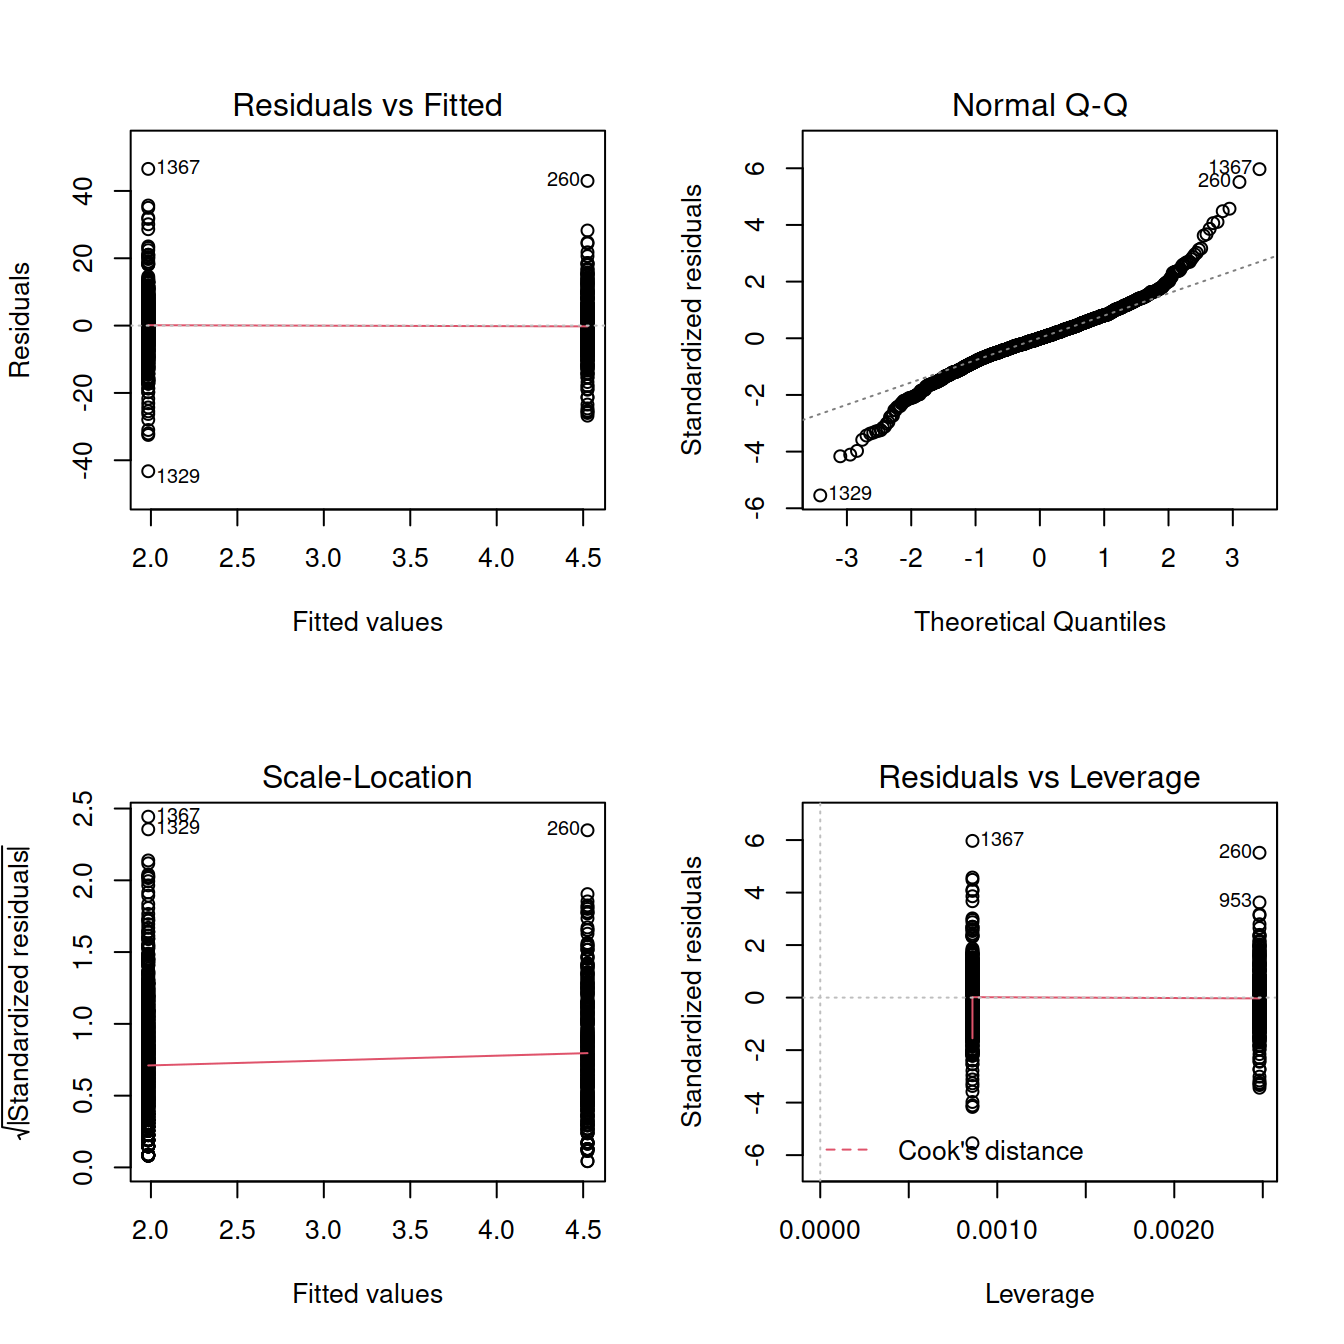 Residuals vs Fitted
Residuals
40
20
0
-20
-40
1367
260
1329
2.0 2.5 3.0 3.5 4.0 4.5
Fitted values
Normal Q-Q
Standardized residuals
6
4
2
0
-2
-4
-6
1367
260
1329
-3 -2 -1 0 1 2 3
Theoretical Quantiles
Scale-Location
√|Standardized residuals|
2.5
2.0
1.5
1.0
0.5
0.0
1367
1329
260
2.0 2.5 3.0 3.5 4.0 4.5
Fitted values
Residuals vs Leverage
Standardized residuals
6
4
2
0
-2
-4
-6
1367
260
953
Cook's distance
0.0000 0.0010 0.0020
Leverage